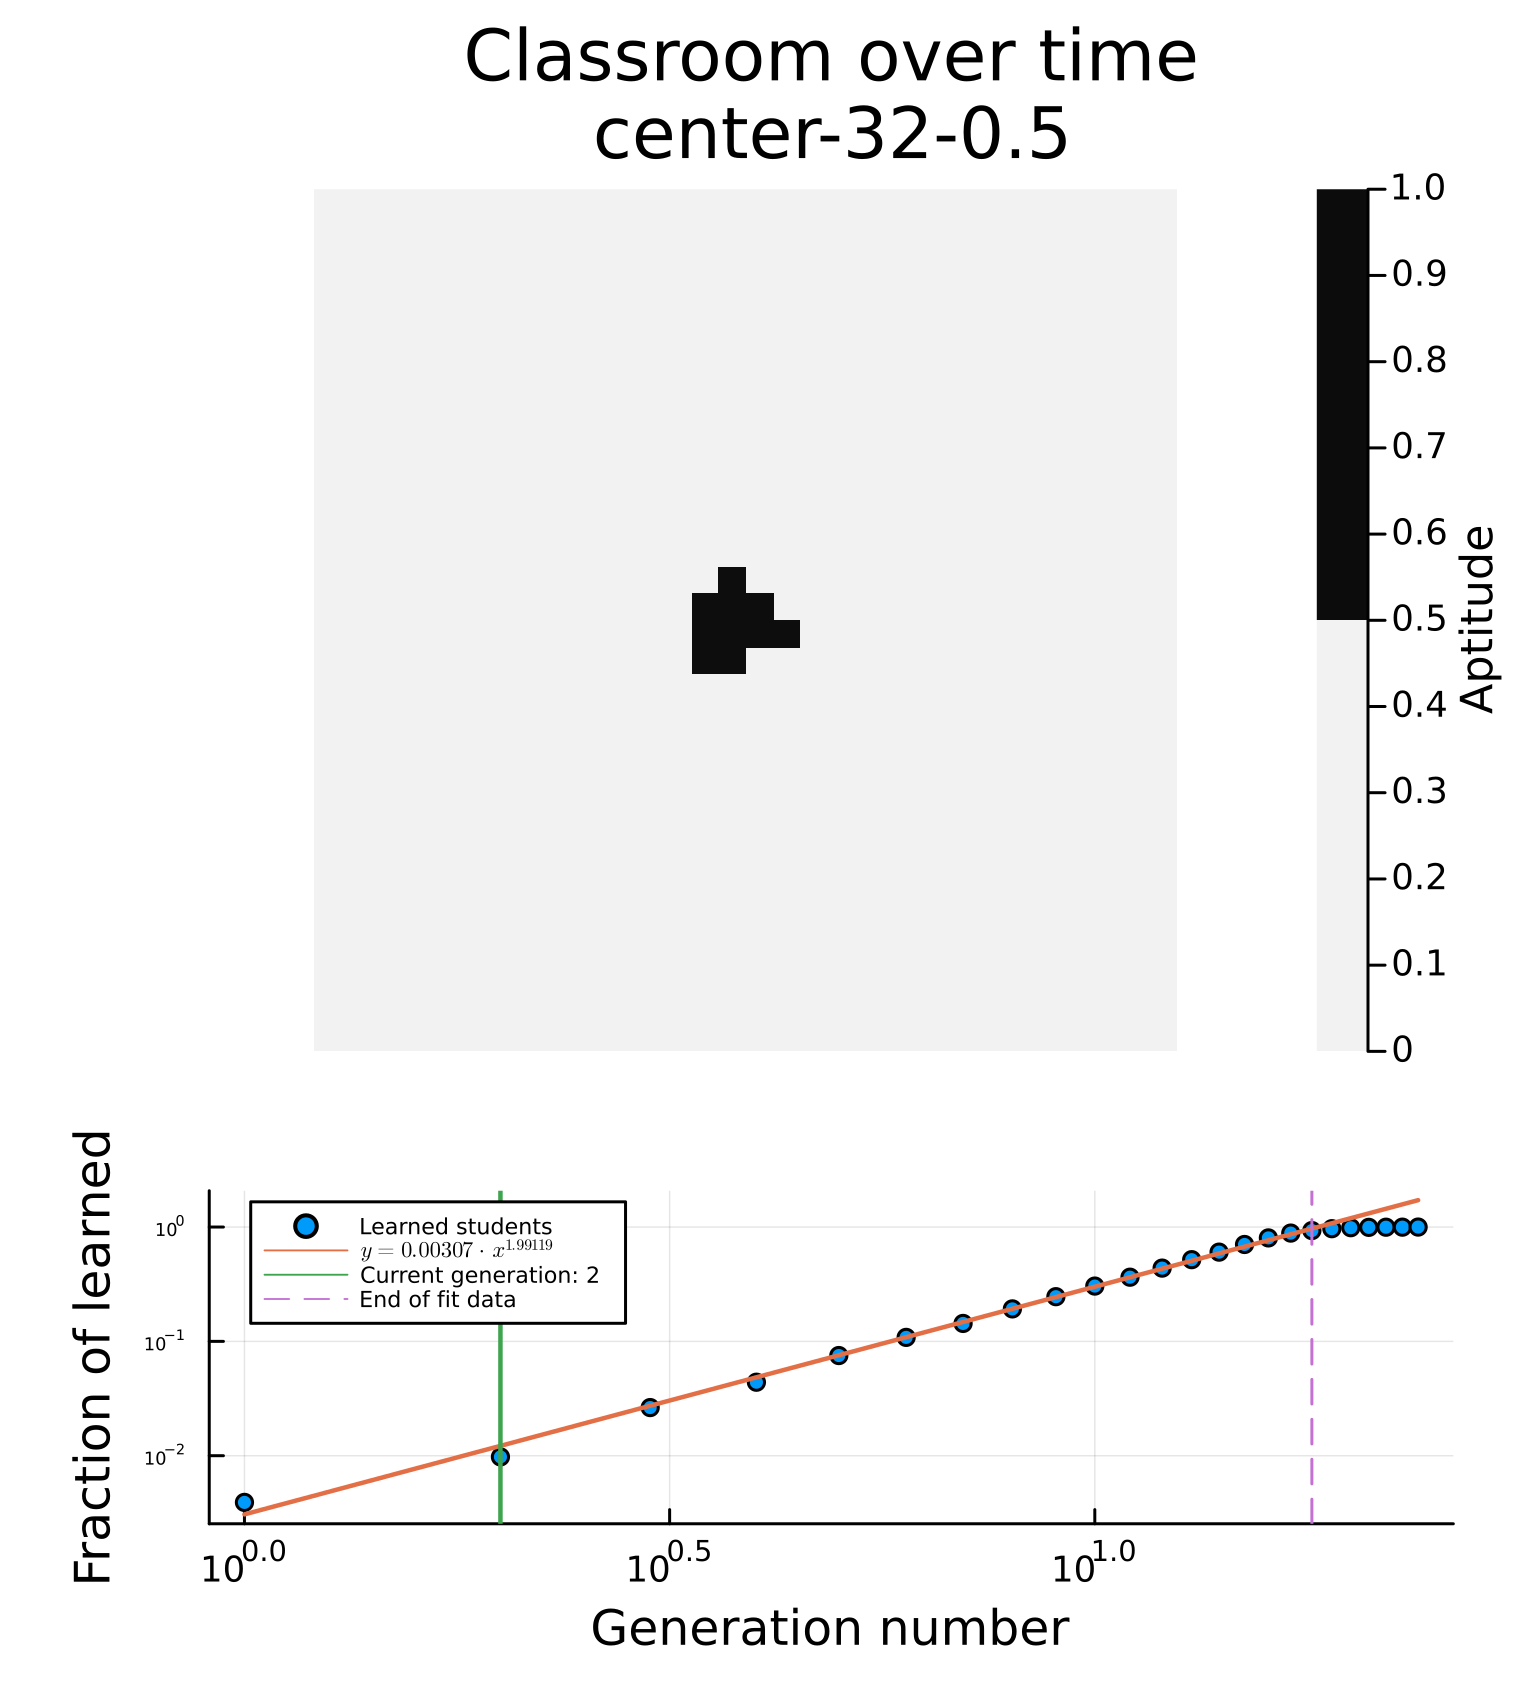 Classroom over time
center-32-0.5
1.0
0.9
0.8
0.7
0.6
0.5
0.4
0.3
0.2
0.1
0
Aptitude
Fraction of learned
10⁰
10⁻¹
10⁻²
Learned students
y = 0.00307 · x^1.99119
Current generation: 2
End of fit data
10^0.0
10^0.5
10^1.0
Generation number